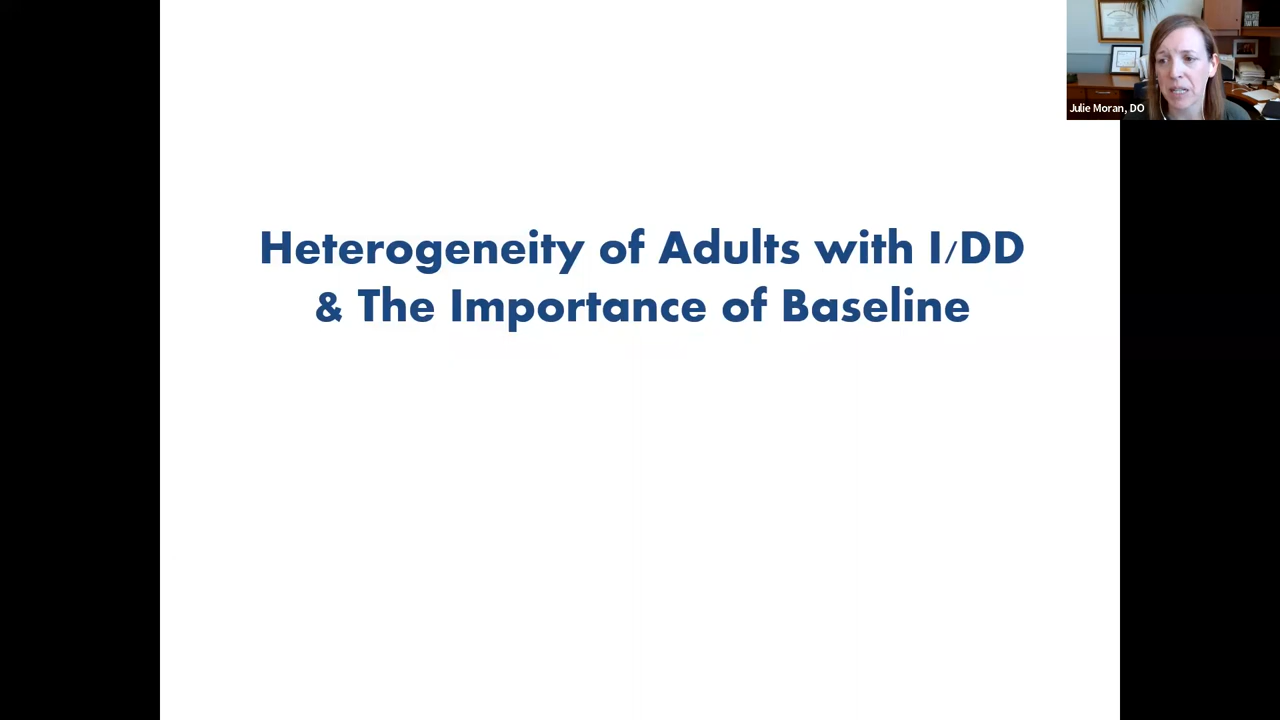 Heterogeneity of Adults with I/DD
& The Importance of Baseline
Julie Moran, DO